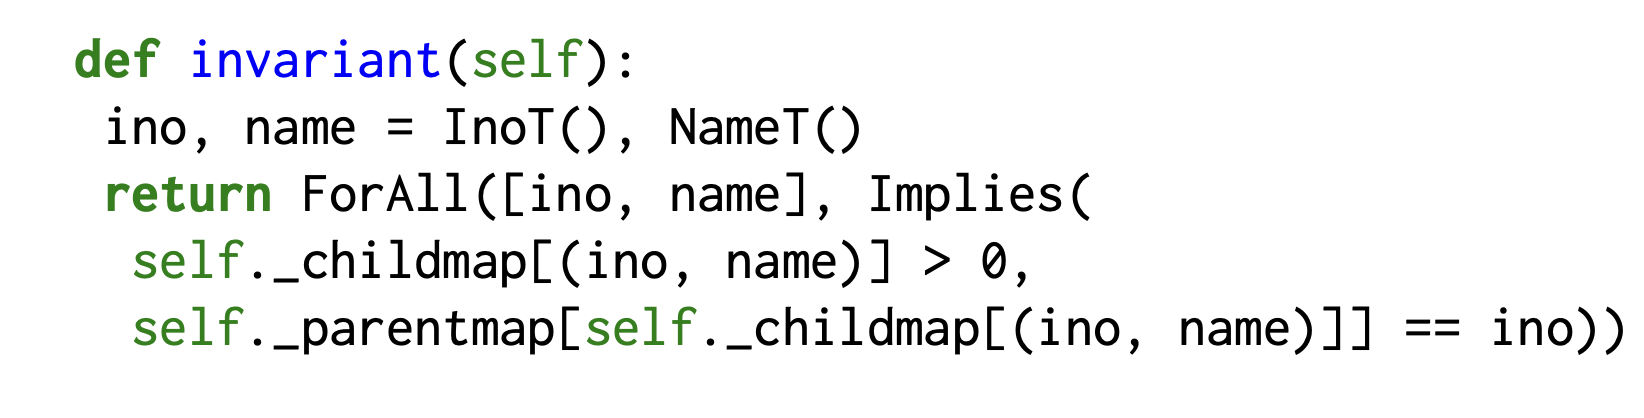 def invariant(self):
 ino, name = InoT(), NameT()
 return ForAll([ino, name], Implies(
  self._childmap[(ino, name)] > 0,
  self._parentmap[self._childmap[(ino, name)]] == ino))